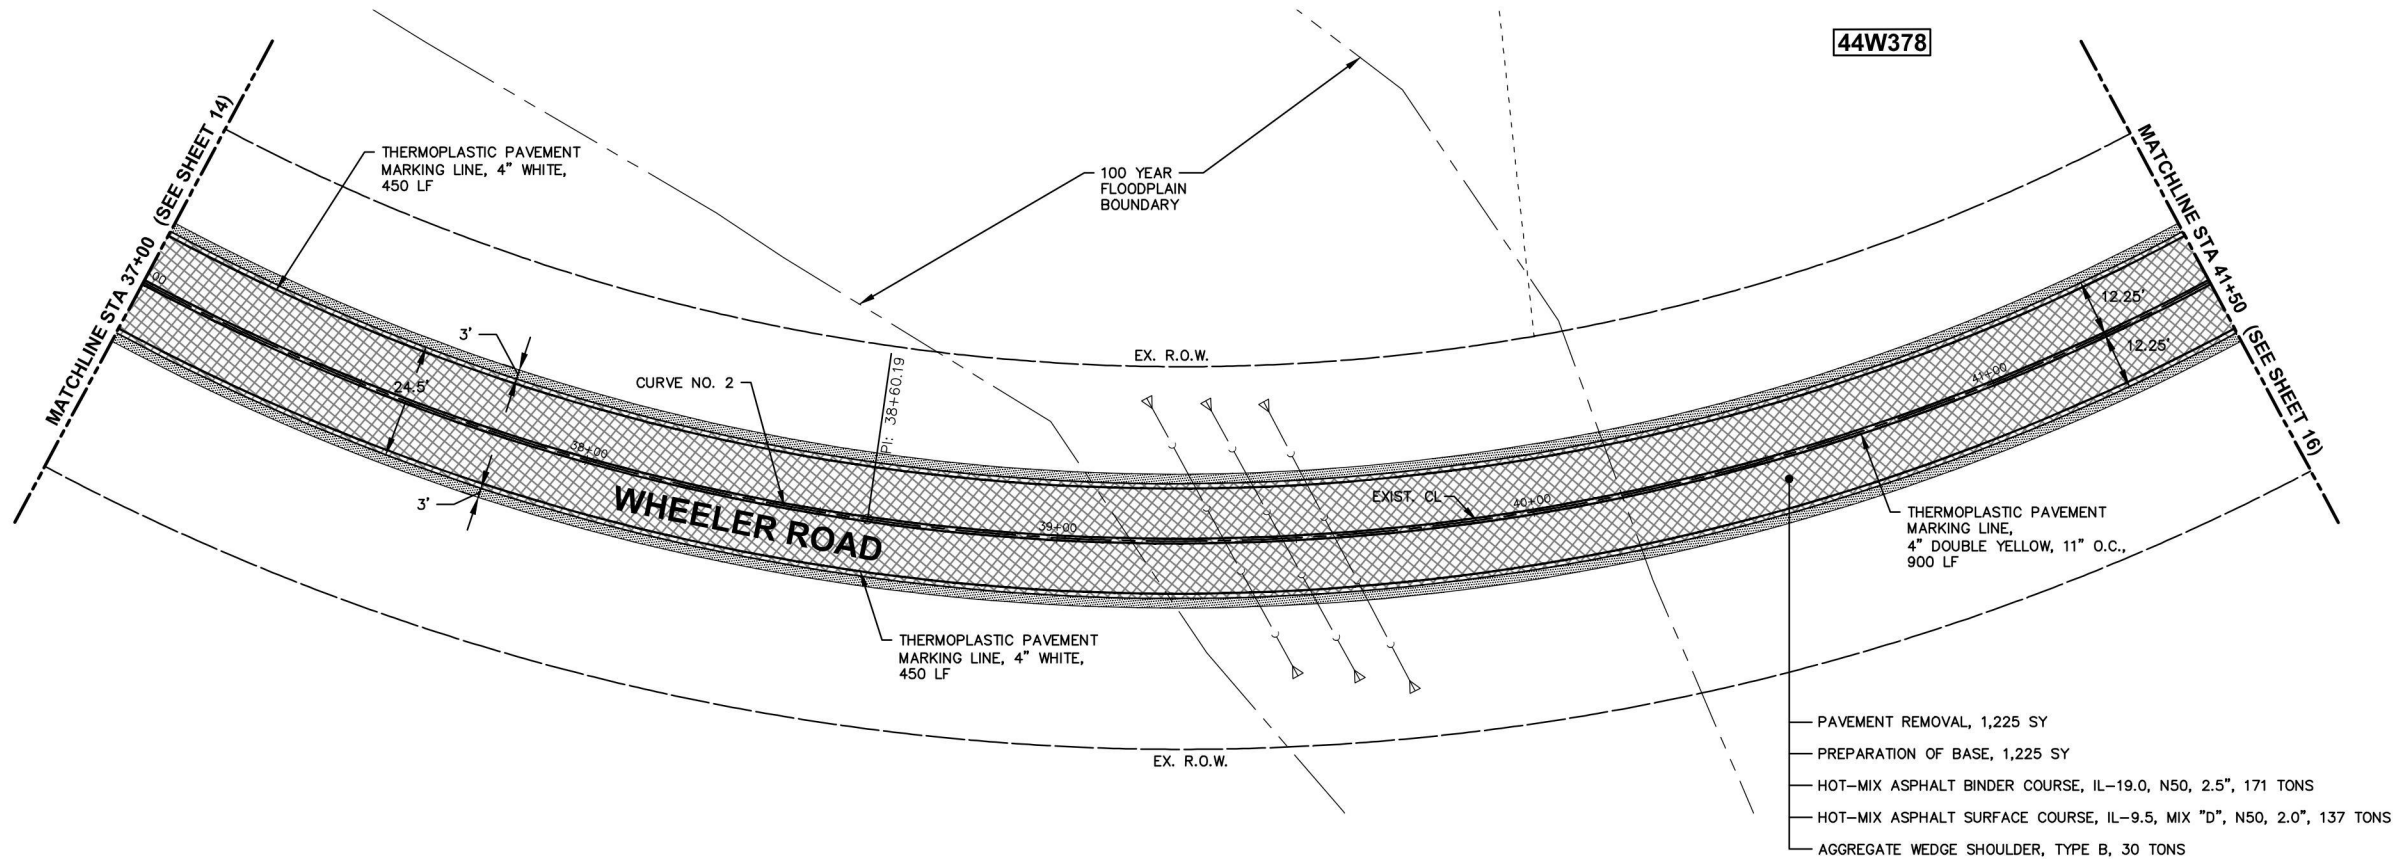 44W378
MATCHLINE STA 37+00 (SEE SHEET 14)
THERMOPLASTIC PAVEMENT
MARKING LINE, 4" WHITE,
450 LF
100 YEAR
FLOODPLAIN
BOUNDARY
MATCHLINE STA 41+50 (SEE SHEET 16)
00
12.25'
12.25'
3'
EX. R.O.W.
CURVE NO. 2
PI: 38+60.19
24.5'
41+00
38+00
3'
WHEELER ROAD
EXIST. CL
40+00
39+00
THERMOPLASTIC PAVEMENT
MARKING LINE,
4" DOUBLE YELLOW, 11" O.C.,
900 LF
THERMOPLASTIC PAVEMENT
MARKING LINE, 4" WHITE,
450 LF
EX. R.O.W.
PAVEMENT REMOVAL, 1,225 SY
PREPARATION OF BASE, 1,225 SY
HOT-MIX ASPHALT BINDER COURSE, IL-19.0, N50, 2.5", 171 TONS
HOT-MIX ASPHALT SURFACE COURSE, IL-9.5, MIX "D", N50, 2.0", 137 TONS
AGGREGATE WEDGE SHOULDER, TYPE B, 30 TONS